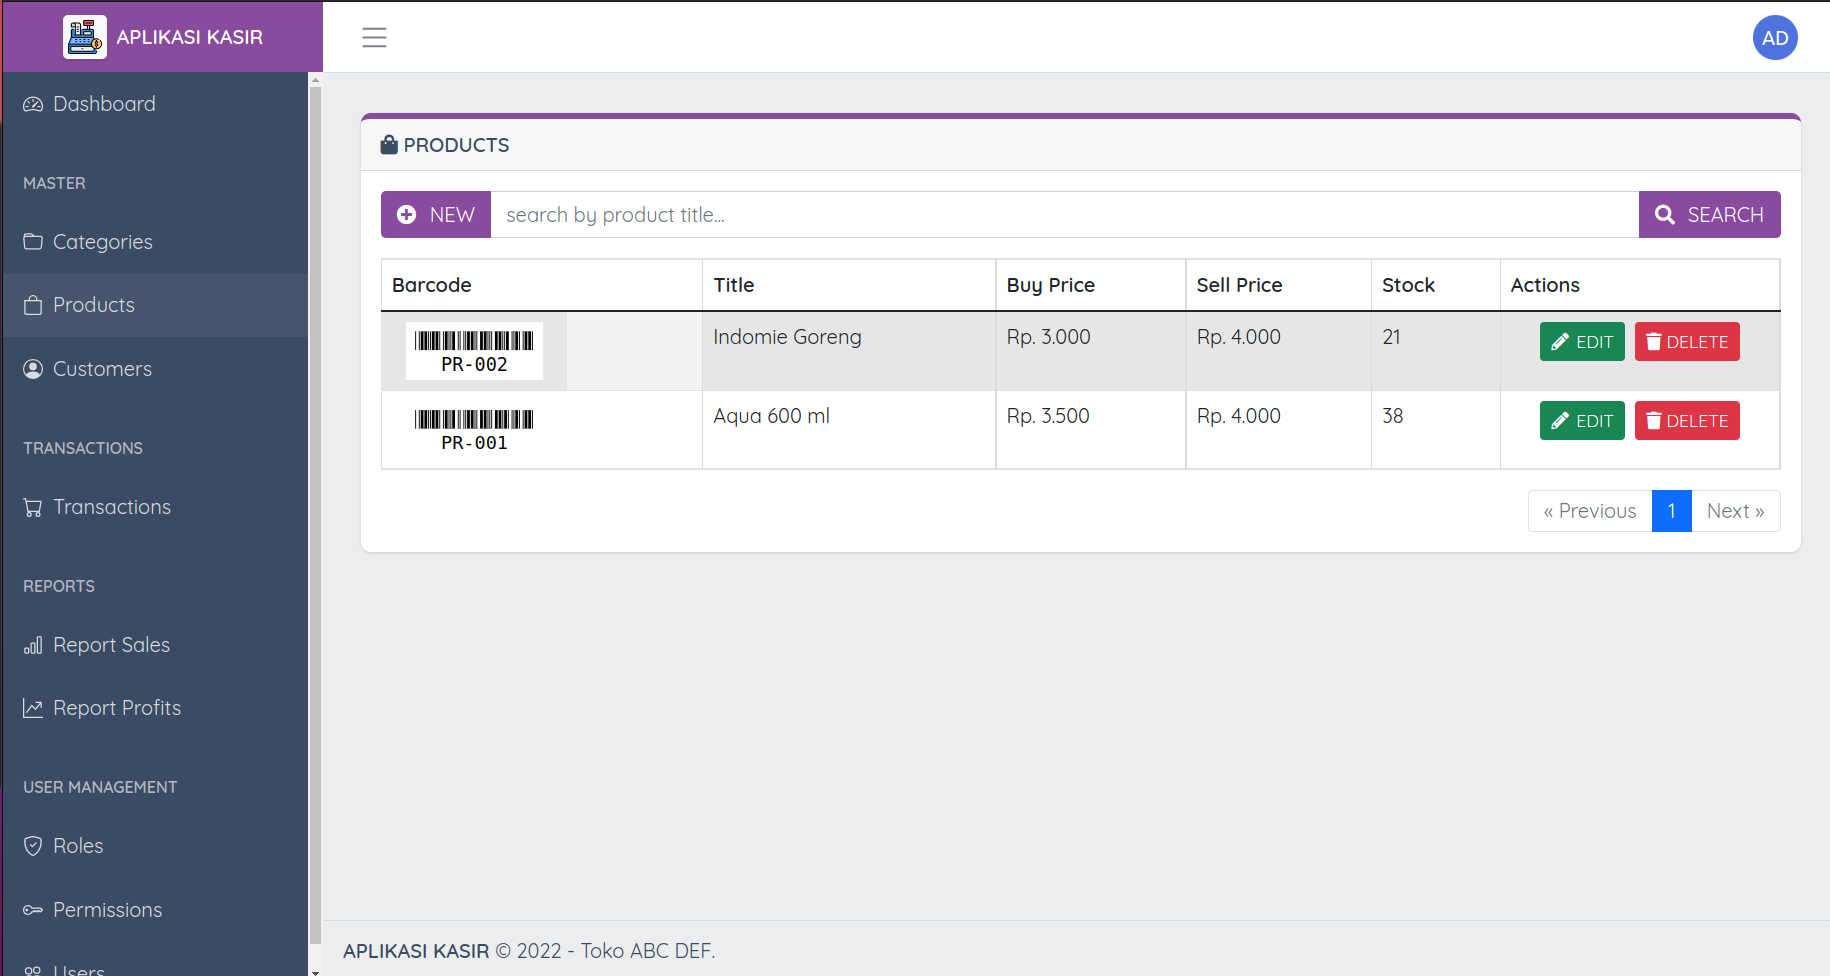 APLIKASI KASIR
AD
Dashboard
MASTER
Categories
Products
Customers
TRANSACTIONS
Transactions
REPORTS
Report Sales
Report Profits
USER MANAGEMENT
Roles
Permissions
Users
PRODUCTS
NEW search by product title... SEARCH
Barcode Title Buy Price Sell Price Stock Actions
PR-002 Indomie Goreng Rp. 3.000 Rp. 4.000 21 EDIT DELETE
PR-001 Aqua 600 ml Rp. 3.500 Rp. 4.000 38 EDIT DELETE
« Previous 1 Next »
APLIKASI KASIR © 2022 - Toko ABC DEF.